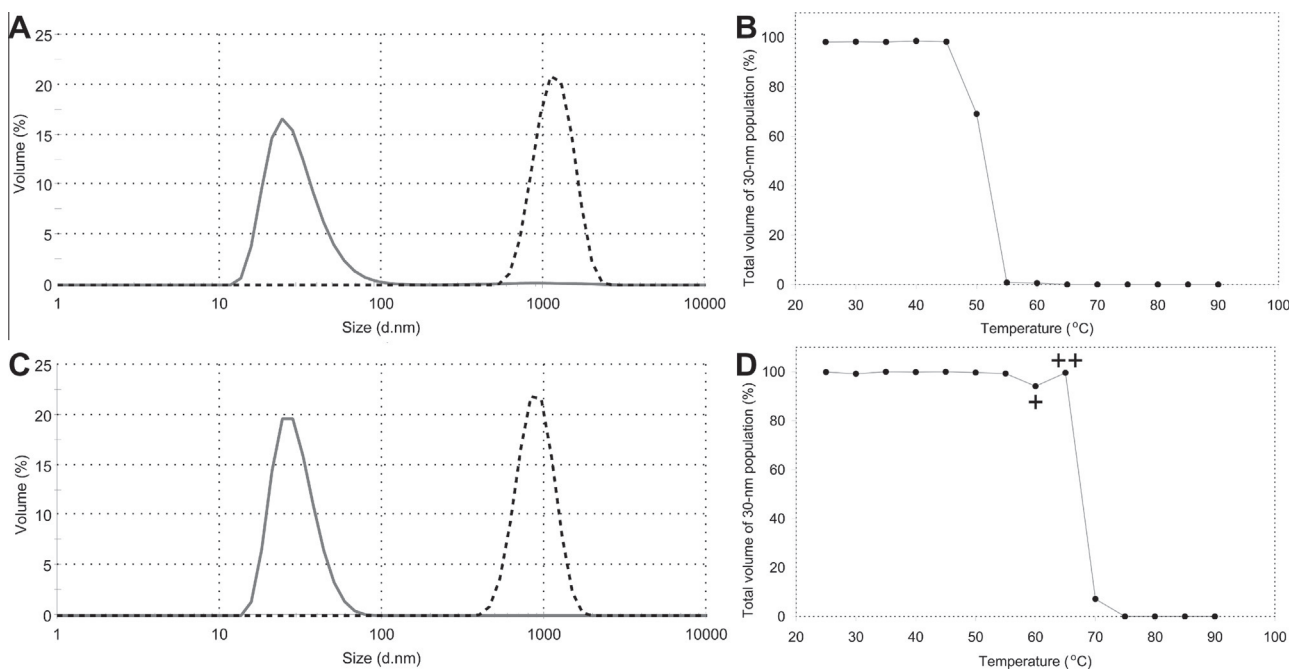 A
25
20
15
10
5
0
Volume (%)
1 10 100 1000 10000
Size (d.nm)
B
100
80
60
40
20
0
Total volume of 30-nm population (%)
20 30 40 50 60 70 80 90 100
Temperature (°C)
C
25
20
15
10
5
0
Volume (%)
1 10 100 1000 10000
Size (d.nm)
D
100
80
60
40
20
0
Total volume of 30-nm population (%)
++
+
20 30 40 50 60 70 80 90 100
Temperature (°C)